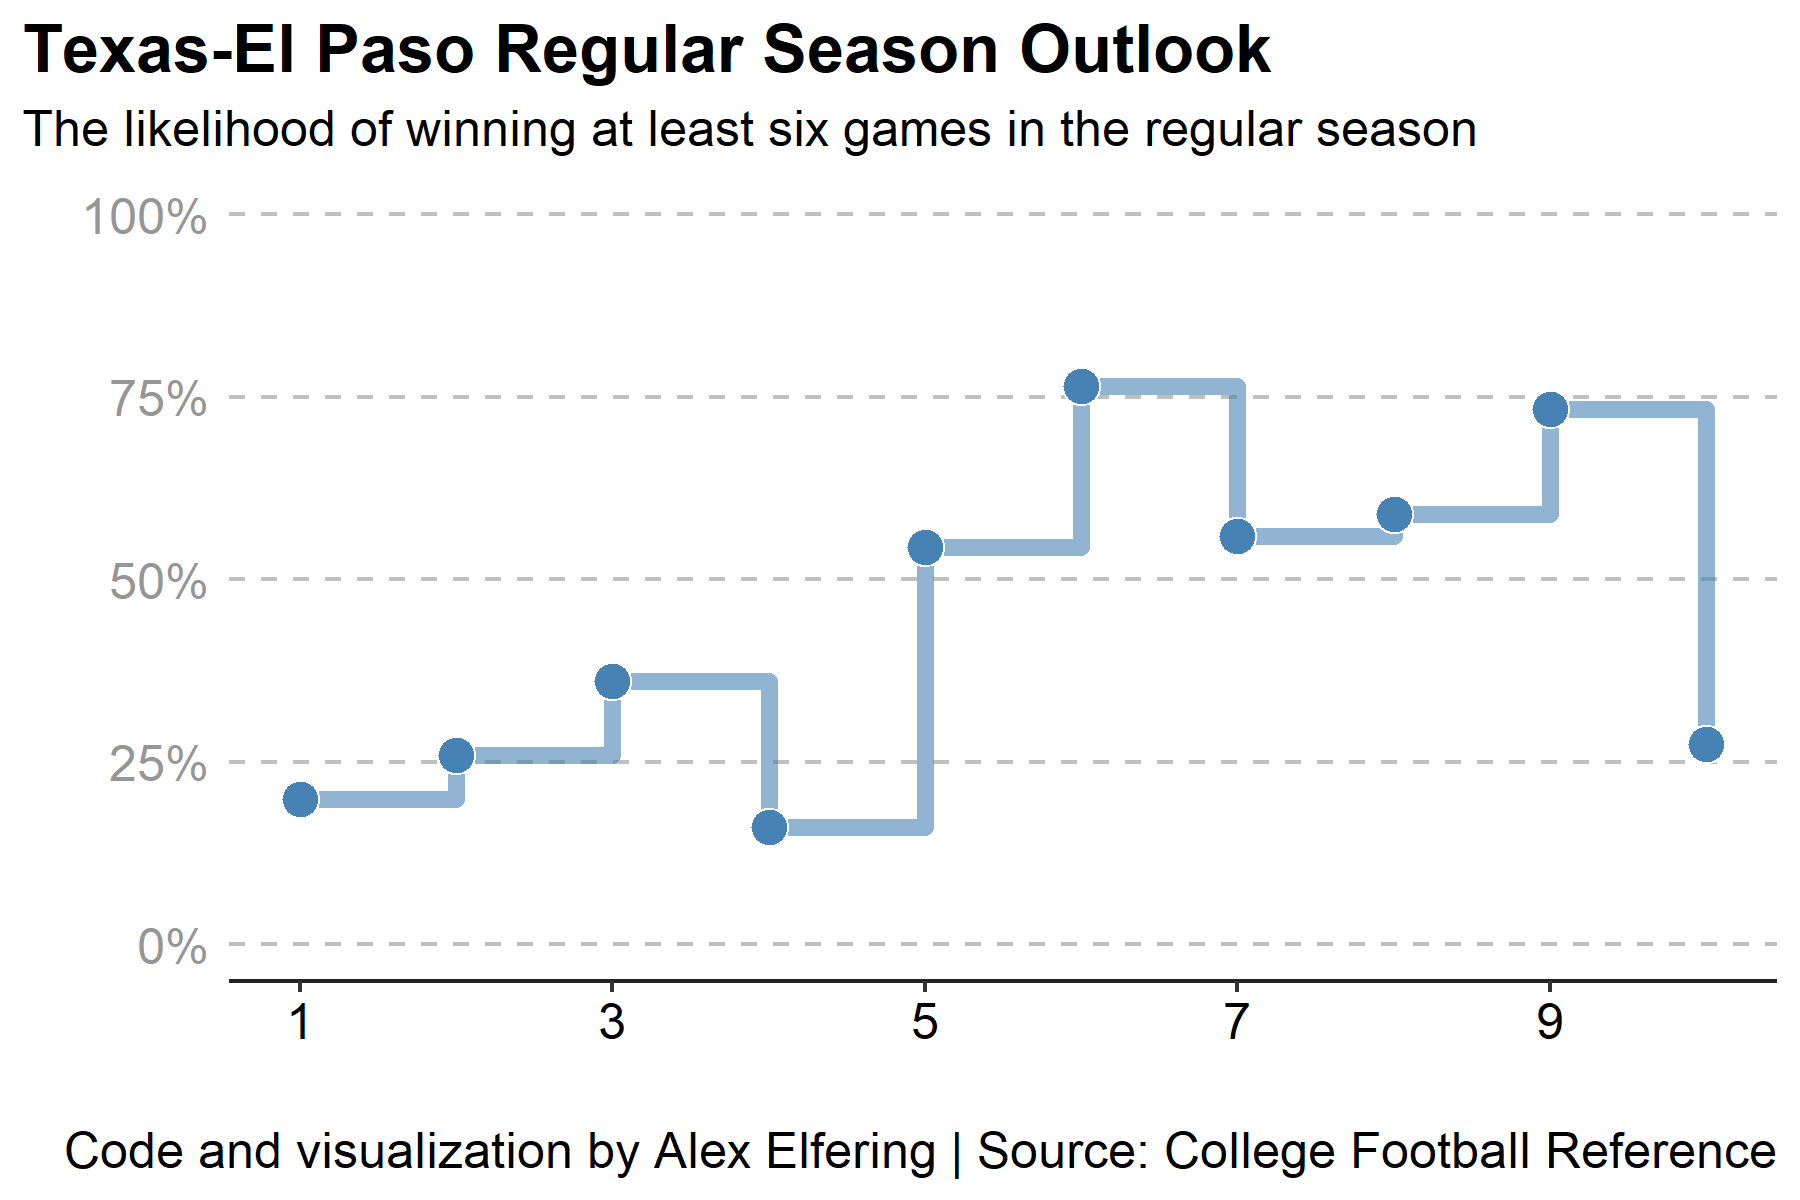 Texas-El Paso Regular Season Outlook
The likelihood of winning at least six games in the regular season
100%
75%
50%
25%
0%
1 3 5 7 9
Code and visualization by Alex Elfering | Source: College Football Reference